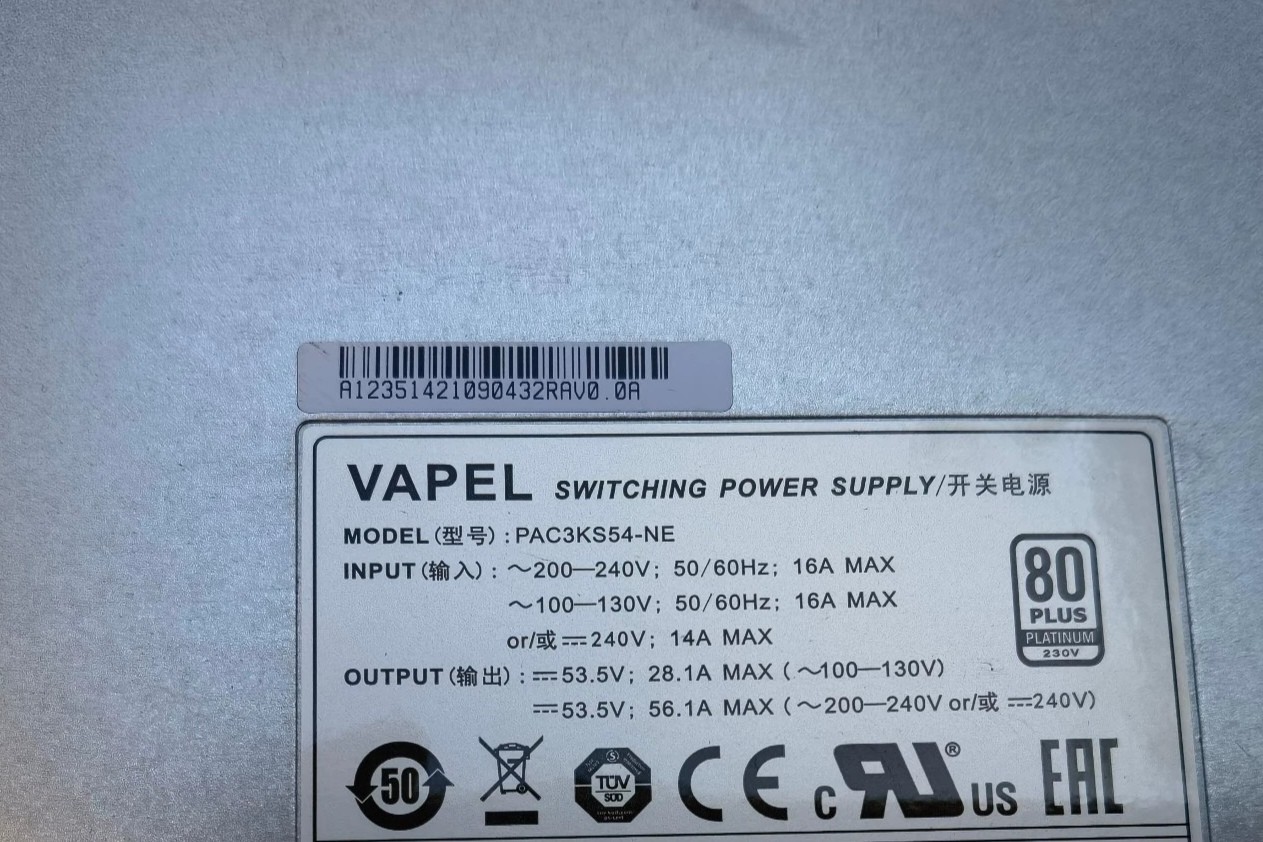 A12351421090432RAV0.0A
VAPEL SWITCHING POWER SUPPLY/开关电源
MODEL(型号):PAC3KS54-NE
INPUT(输入): ～200—240V; 50/60Hz; 16A MAX
～100—130V; 50/60Hz; 16A MAX
or/或⎓240V; 14A MAX
80
PLUS
PLATINUM
230V
OUTPUT(输出):⎓53.5V; 28.1A MAX (～100—130V)
⎓53.5V; 56.1A MAX (～200—240V or/或 ⎓240V)
50
TÜV
SÜD
CE
c RU® US
EAC